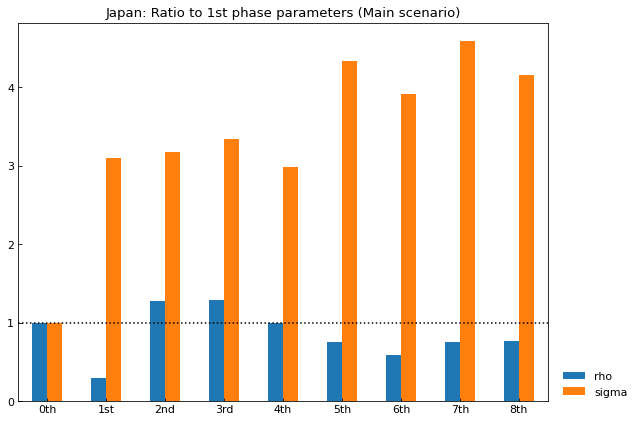 Japan: Ratio to 1st phase parameters (Main scenario)
4
3
2
1
0
0th 1st 2nd 3rd 4th 5th 6th 7th 8th
rho
sigma